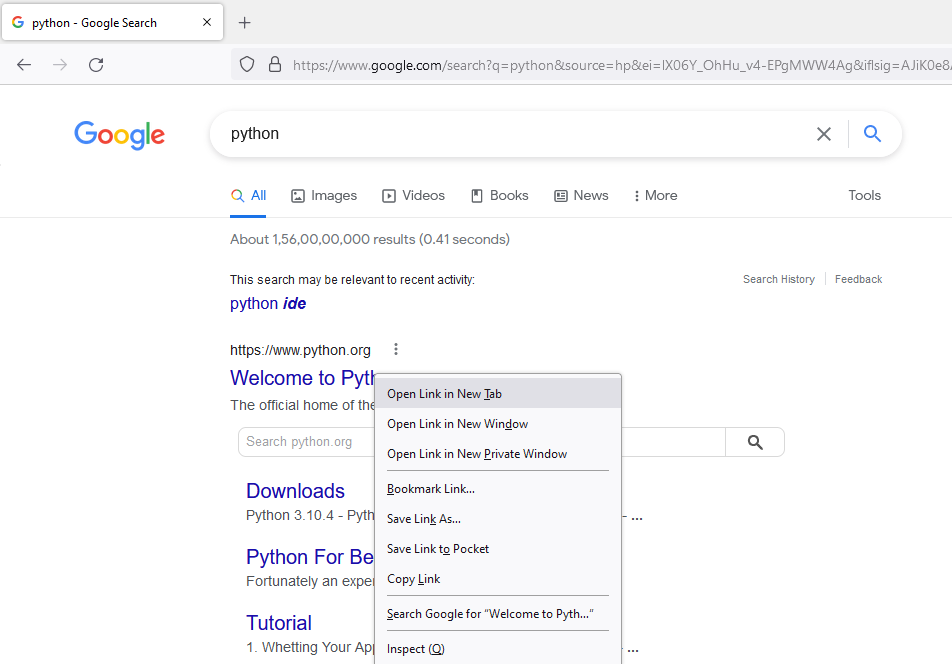 python - Google Search
https://www.google.com/search?q=python&source=hp&ei=IX06Y_OhHu_v4-EPgMWW4Ag&iflsig=AJiK0e8
Google
python
All Images Videos Books News More Tools
About 1,56,00,00,000 results (0.41 seconds)
This search may be relevant to recent activity: Search History Feedback
python ide
https://www.python.org
Welcome to Pyth
The official home of the
Search python.org
Downloads
Python 3.10.4 - Pyth - ...
Python For Be
Fortunately an exper
Tutorial
1. Whetting Your App - ...
Open Link in New Tab
Open Link in New Window
Open Link in New Private Window
Bookmark Link...
Save Link As...
Save Link to Pocket
Copy Link
Search Google for “Welcome to Pyth...”
Inspect (Q)